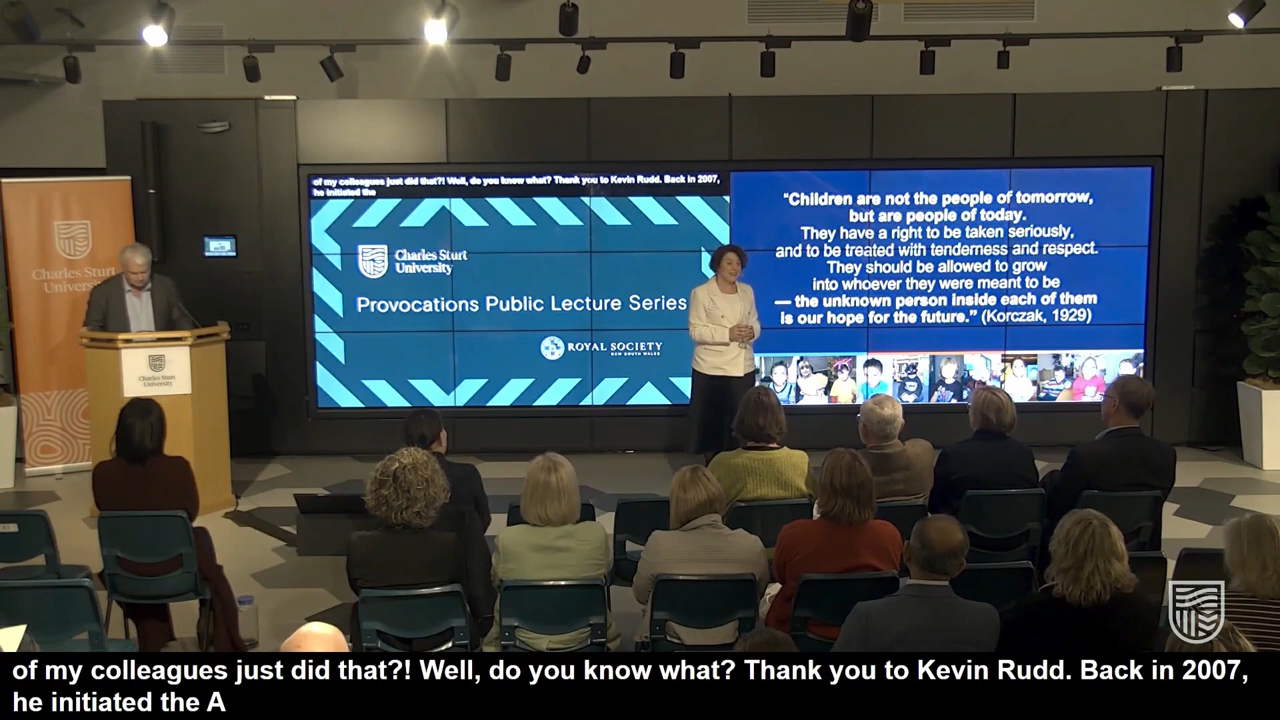 of my colleagues just did that?! Well, do you know what? Thank you to Kevin Rudd. Back in 2007,
he initiated the
Charles Sturt
University
Provocations Public Lecture Series
ROYAL SOCIETY
NEW SOUTH WALES
“Children are not the people of tomorrow,
but are people of today.
They have a right to be taken seriously,
and to be treated with tenderness and respect.
They should be allowed to grow
into whoever they were meant to be
— the unknown person inside each of them
is our hope for the future.” (Korczak, 1929)
Charles Sturt
University
Charles Sturt
University
of my colleagues just did that?! Well, do you know what? Thank you to Kevin Rudd. Back in 2007,
he initiated the A